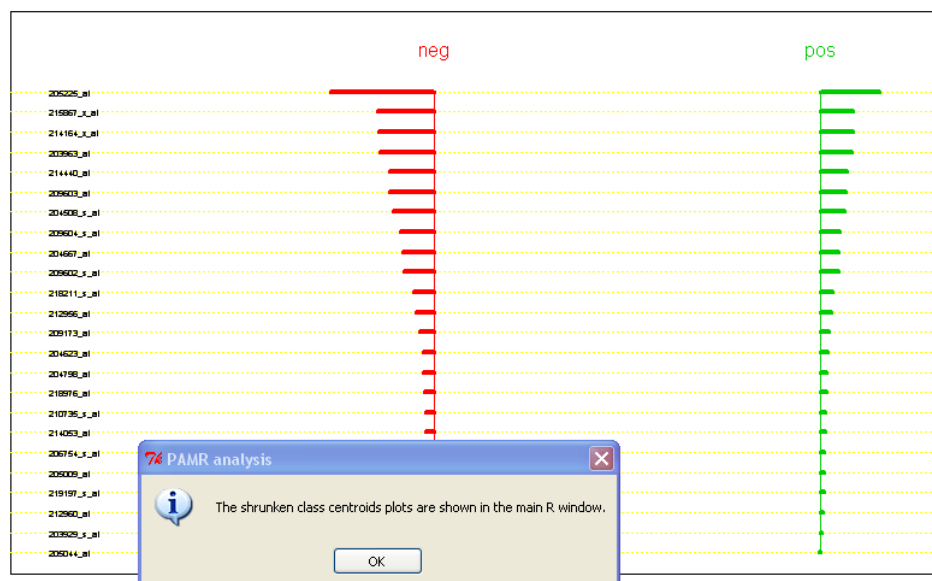 neg pos
205225_at
215867_x_at
214164_x_at
203963_at
214440_at
209603_at
204508_s_at
209604_s_at
204667_at
209602_s_at
218211_s_at
212956_at
209173_at
204623_at
204798_at
218976_at
210735_s_at
214053_at
206754_s_at
205009_at
219197_s_at
212960_at
203929_s_at
205044_at
PAMR analysis
The shrunken class centroids plots are shown in the main R window.
OK